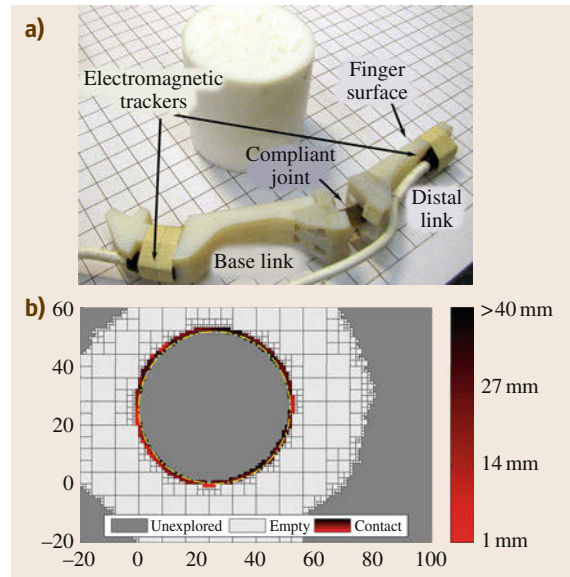 a)
Electromagnetic
trackers
Finger
surface
Compliant
joint
Distal
link
Base link
b)
60
40
20
0
–20
–20 0 20 40 60 80 100
Unexplored Empty Contact
>40 mm
27 mm
14 mm
1 mm